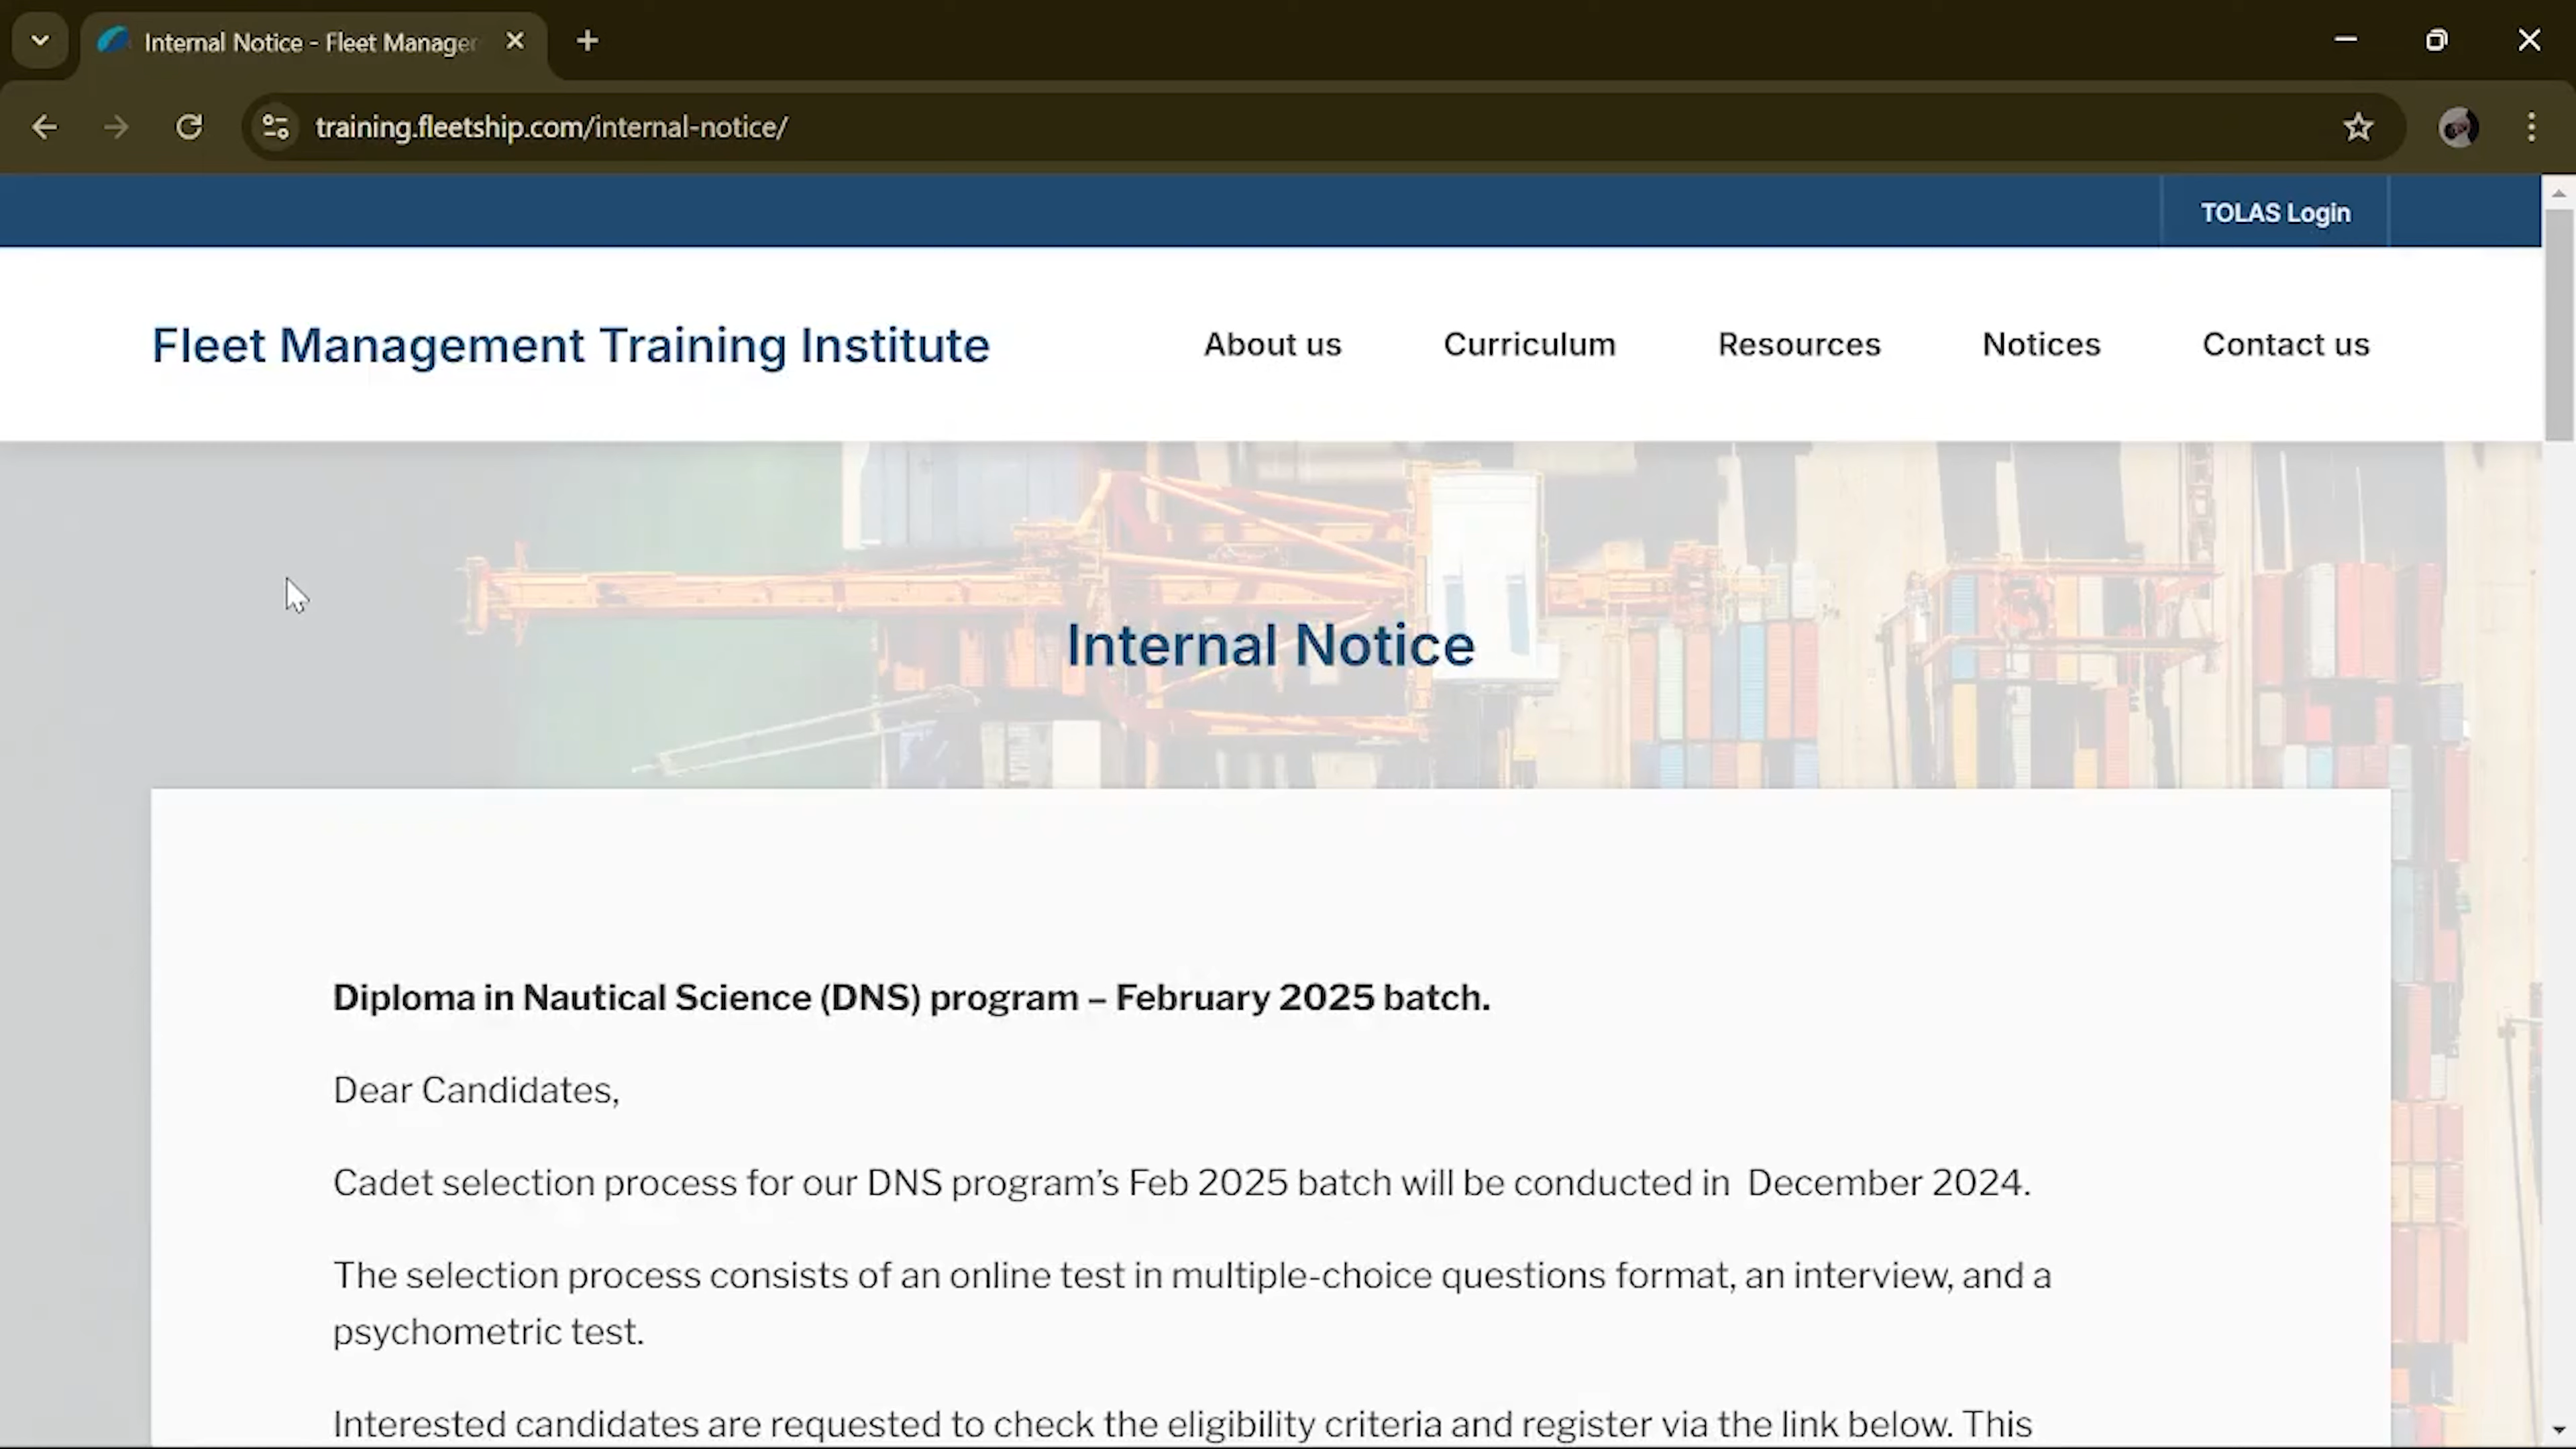 Internal Notice - Fleet Manager
training.fleetship.com/internal-notice/
TOLAS Login
Fleet Management Training Institute
About us
Curriculum
Resources
Notices
Contact us
Internal Notice
Diploma in Nautical Science (DNS) program – February 2025 batch.
Dear Candidates,
Cadet selection process for our DNS program’s Feb 2025 batch will be conducted in  December 2024.
The selection process consists of an online test in multiple-choice questions format, an interview, and a
psychometric test.
Interested candidates are requested to check the eligibility criteria and register via the link below. This